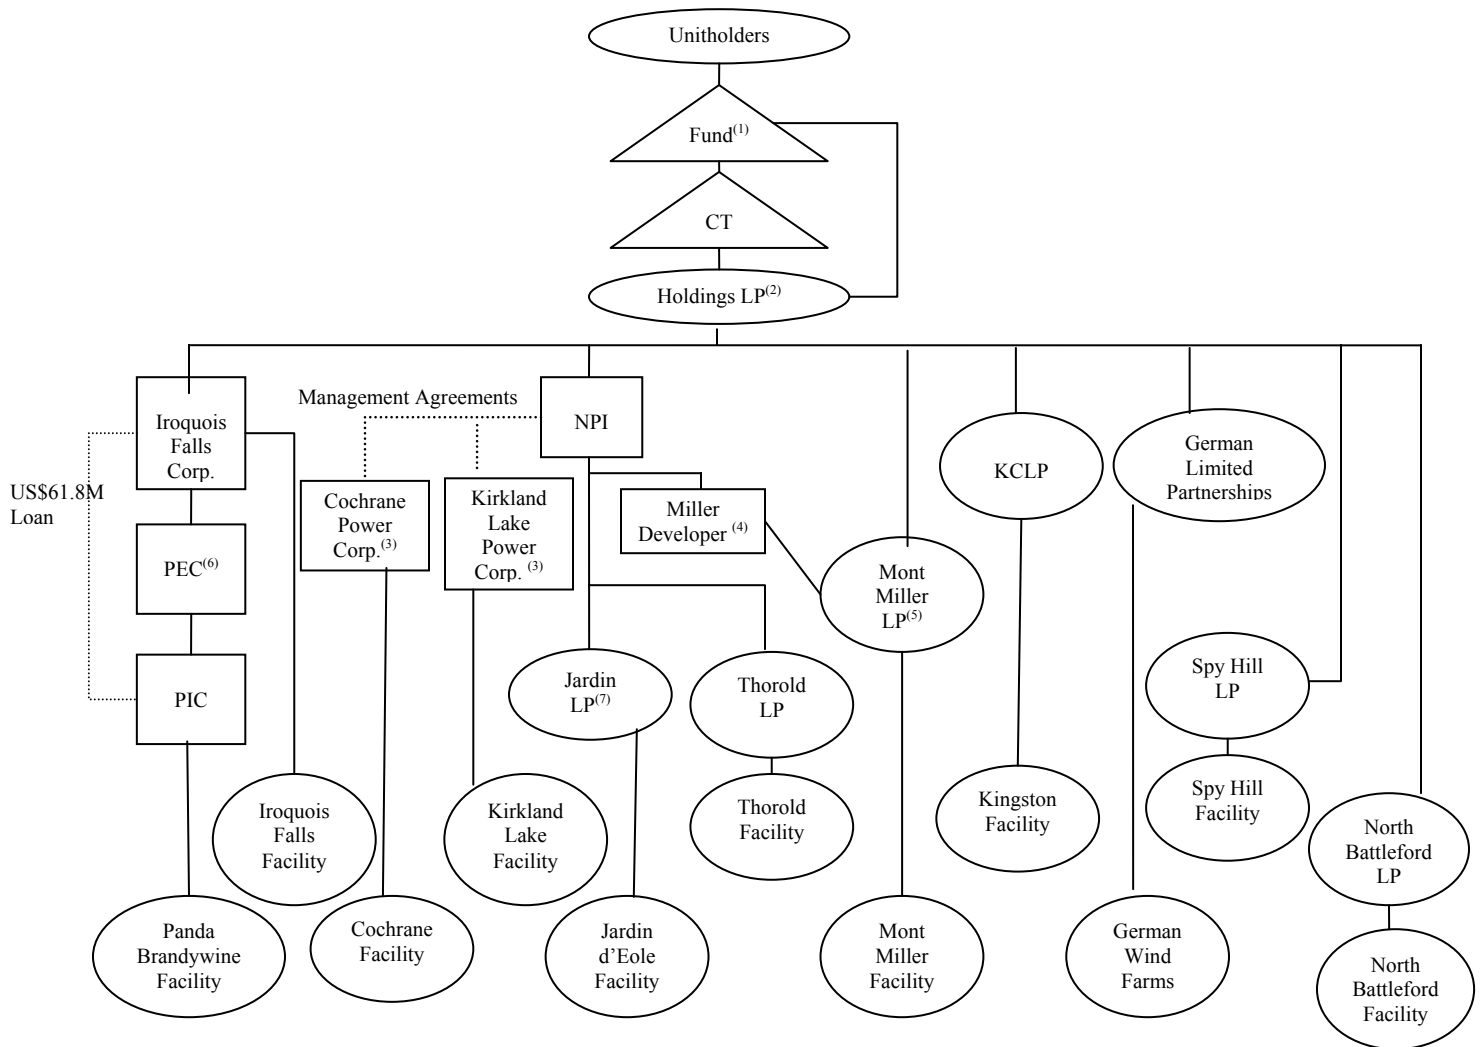 Unitholders
Fund(1)
CT
Holdings LP(2)
Management Agreements
Iroquois
Falls
Corp.
NPI
KCLP
German
Limited
Partnerships
US$61.8M
Loan
Cochrane
Power
Corp.(3)
Kirkland
Lake
Power
Corp. (3)
Miller
Developer (4)
PEC(6)
Mont
Miller
LP(5)
PIC
Jardin
LP(7)
Thorold
LP
Spy Hill
LP
Iroquois
Falls
Facility
Kirkland
Lake
Facility
Thorold
Facility
Kingston
Facility
Spy Hill
Facility
North
Battleford
LP
Panda
Brandywine
Facility
Cochrane
Facility
Jardin
d'Eole
Facility
Mont
Miller
Facility
German
Wind
Farms
North
Battleford
Facility